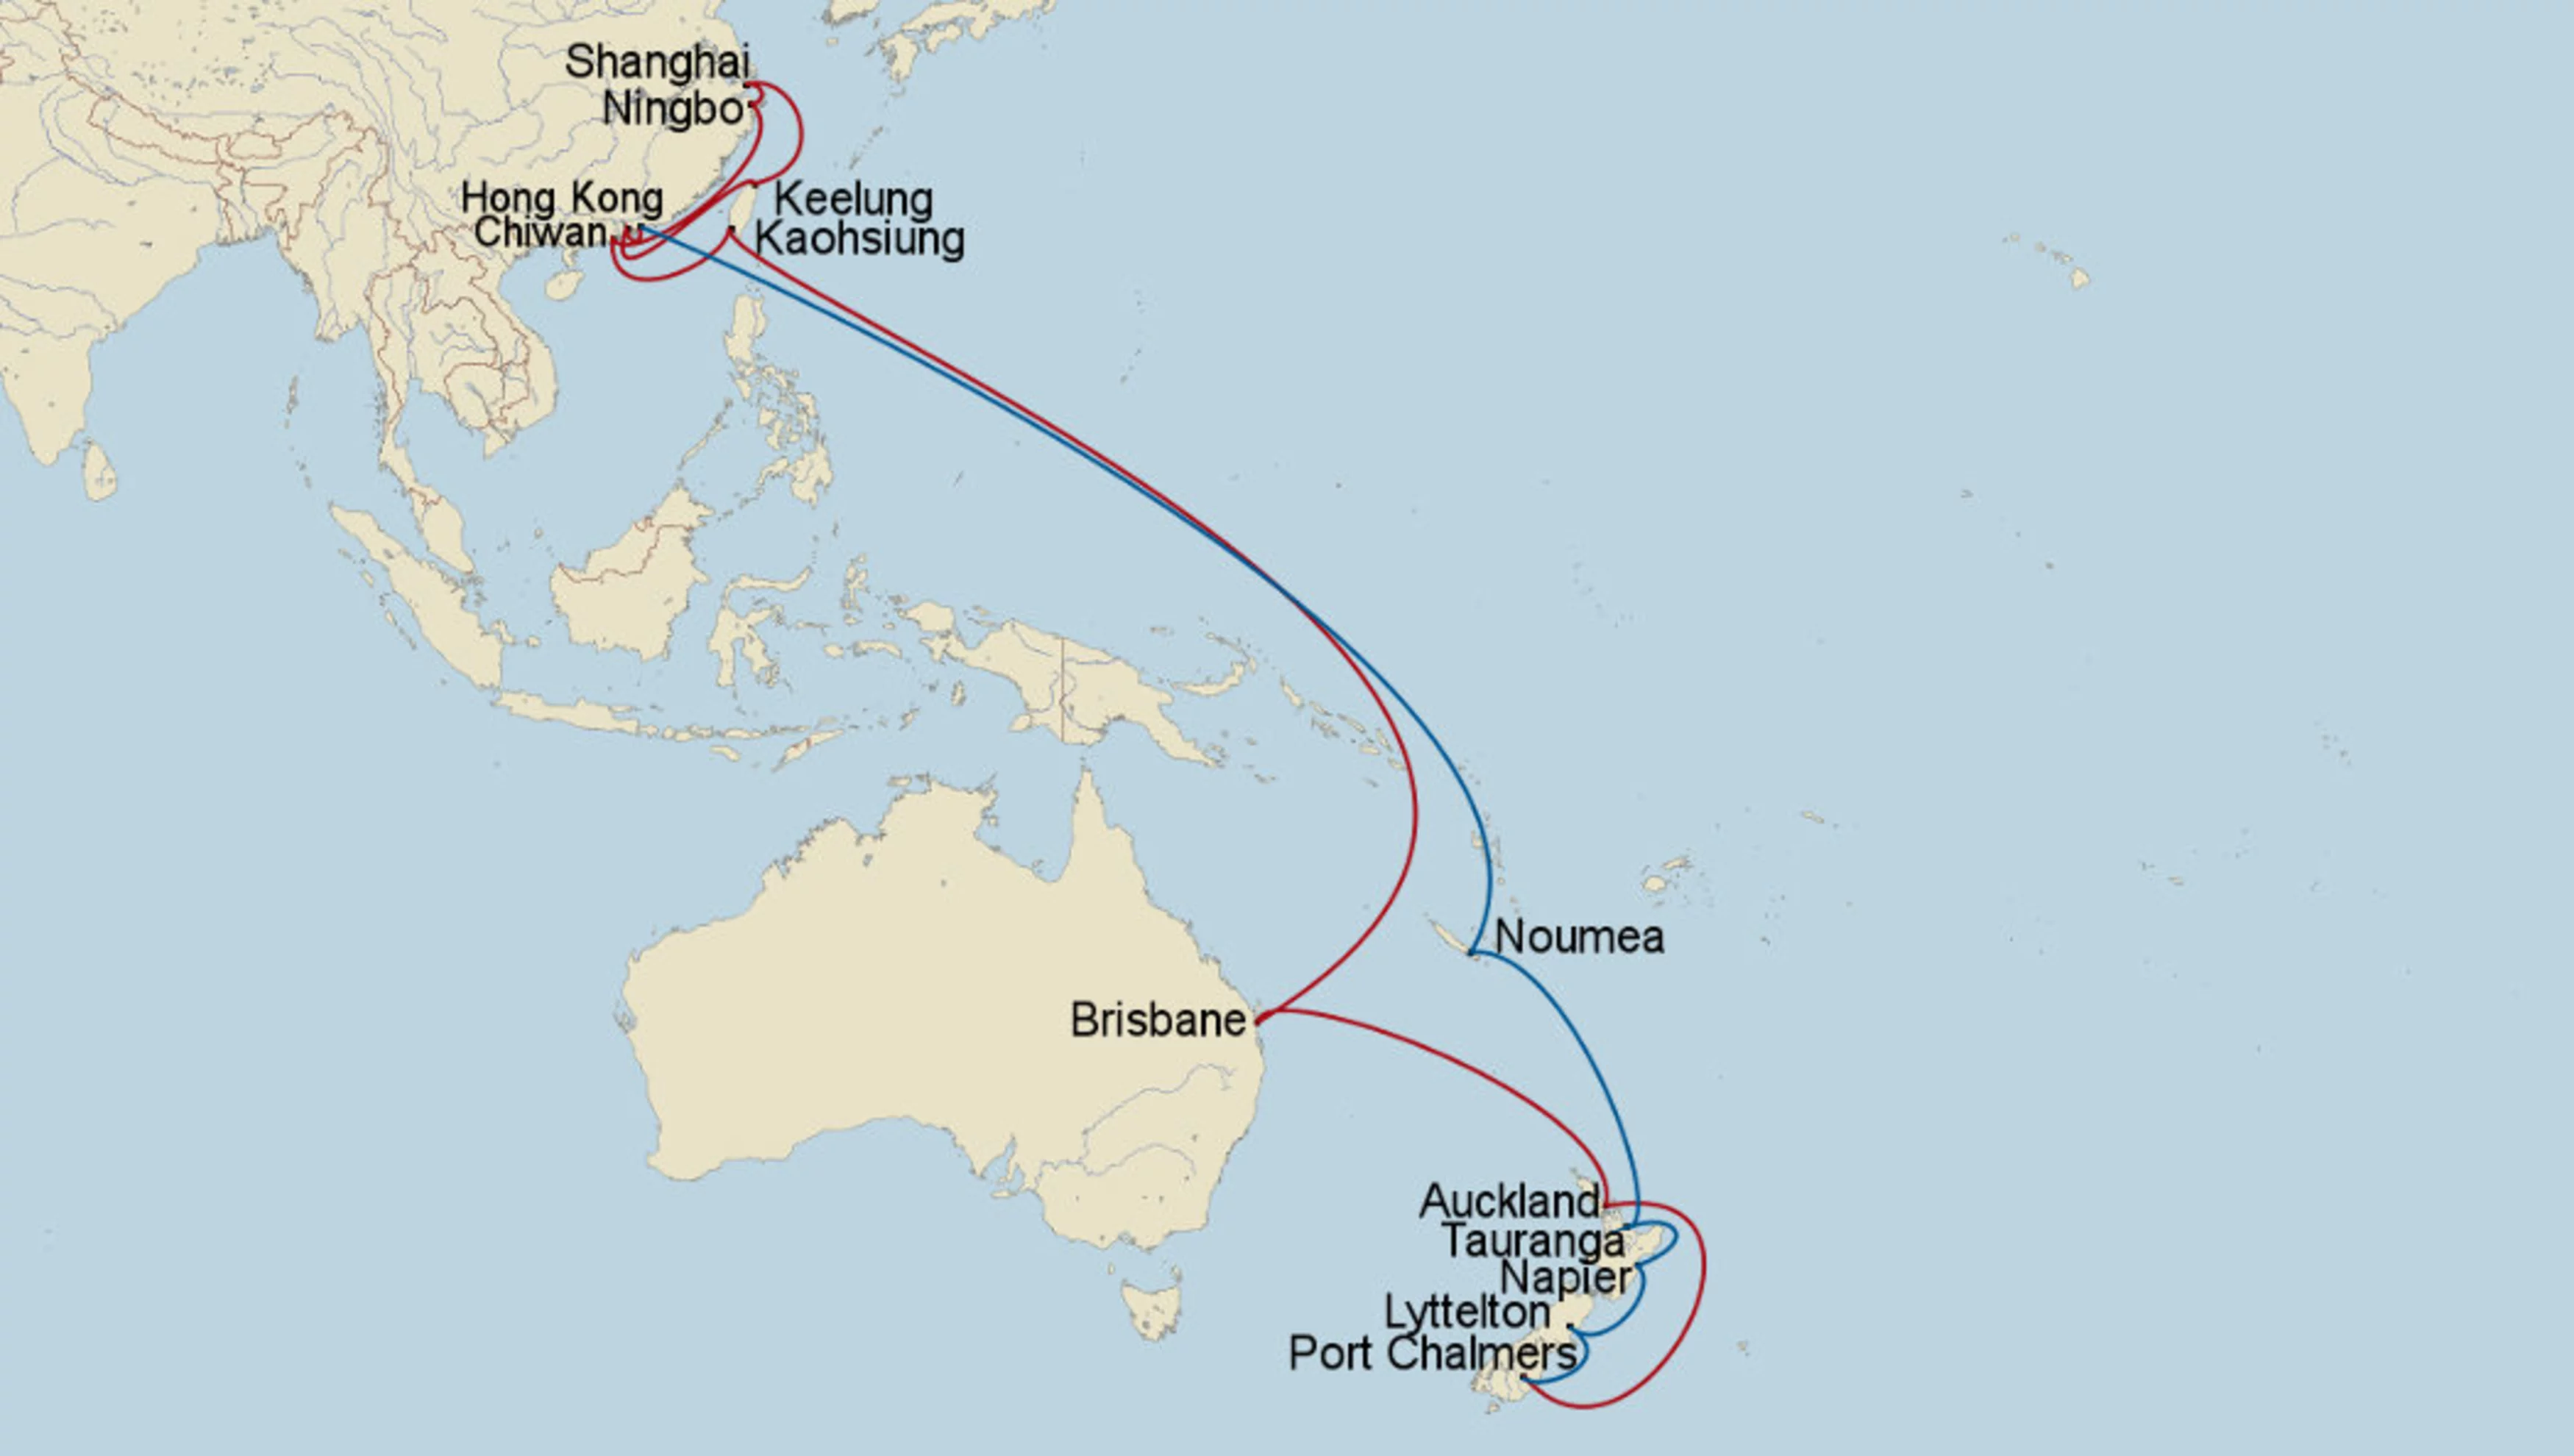 Shanghai
Ningbo
Hong Kong
Keelung
Chiwan
Kaohsiung
Noumea
Brisbane
Auckland
Tauranga
Napier
Lyttelton
Port Chalmers